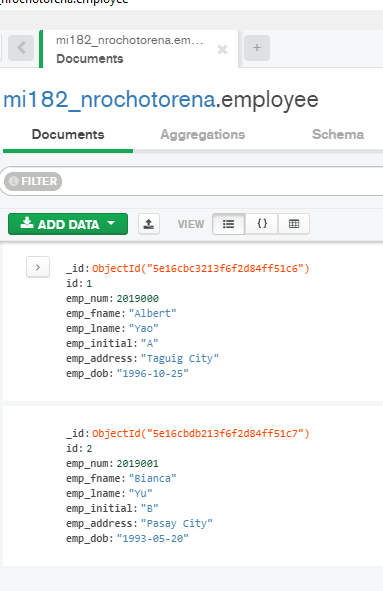 nrochotorena.employee
mi182_nrochotorena.em...
Documents
mi182_nrochotorena.employee
Documents Aggregations Schema
FILTER
ADD DATA VIEW
_id: ObjectId("5e16cbc3213f6f2d84ff51c6")
id: 1
emp_num: 2019000
emp_fname: "Albert"
emp_lname: "Yao"
emp_initial: "A"
emp_address: "Taguig City"
emp_dob: "1996-10-25"
_id: ObjectId("5e16cbdb213f6f2d84ff51c7")
id: 2
emp_num: 2019001
emp_fname: "Bianca"
emp_lname: "Yu"
emp_initial: "B"
emp_address: "Pasay City"
emp_dob: "1993-05-20"